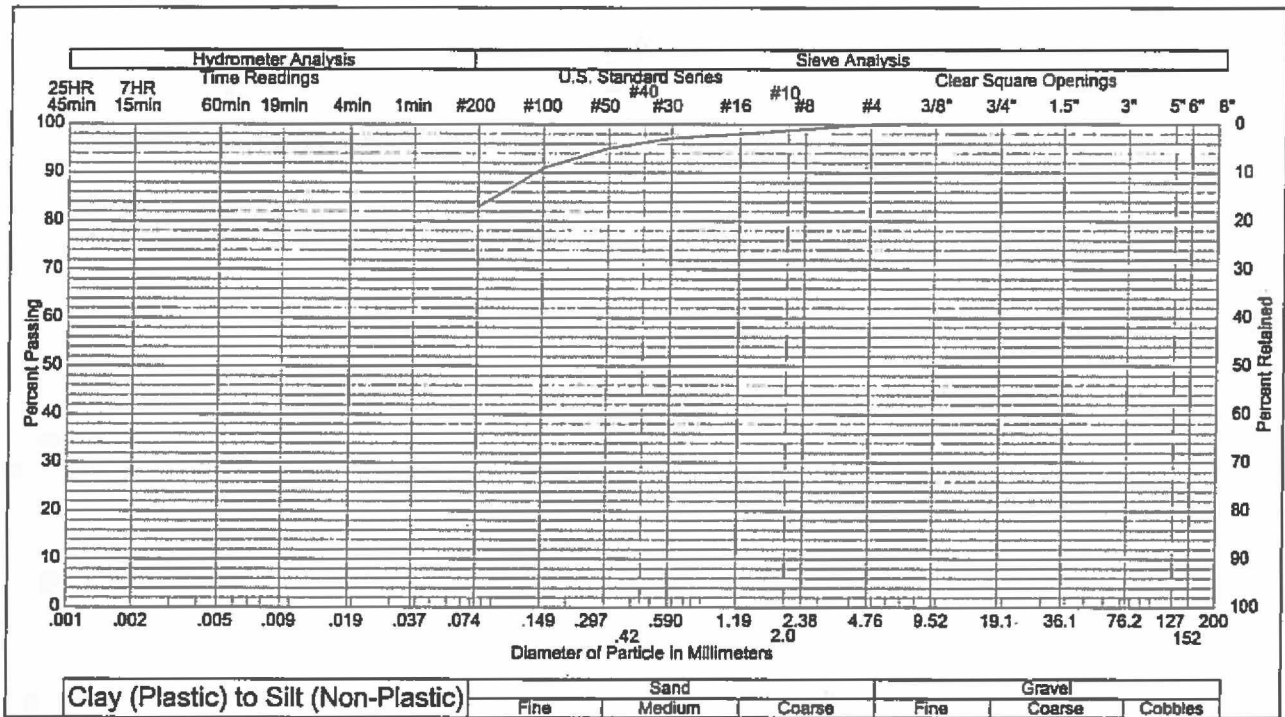 Hydrometer Analysis Sieve Analysis
Time Readings U.S. Standard Series Clear Square Openings
25HR 7HR #40 #10
45min 15min 60min 19min 4min 1min #200 #100 #50 #30 #16 #8 #4 3/8" 3/4" 1.5" 3" 5" 6" 8"
100 0
90 10
80 20
70 30
60 40
50 50
40 60
30 70
20 80
10 90
0 100
Percent Passing
Percent Retained
.001 .002 .005 .009 .019 .037 .074 .149 .297 .590 1.19 2.38 4.76 9.52 19.1 36.1 76.2 127 200
.42 2.0 152
Diameter of Particle in Millimeters
Clay (Plastic) to Silt (Non-Plastic) Sand Gravel
Fine Medium Coarse Fine Coarse Cobbles